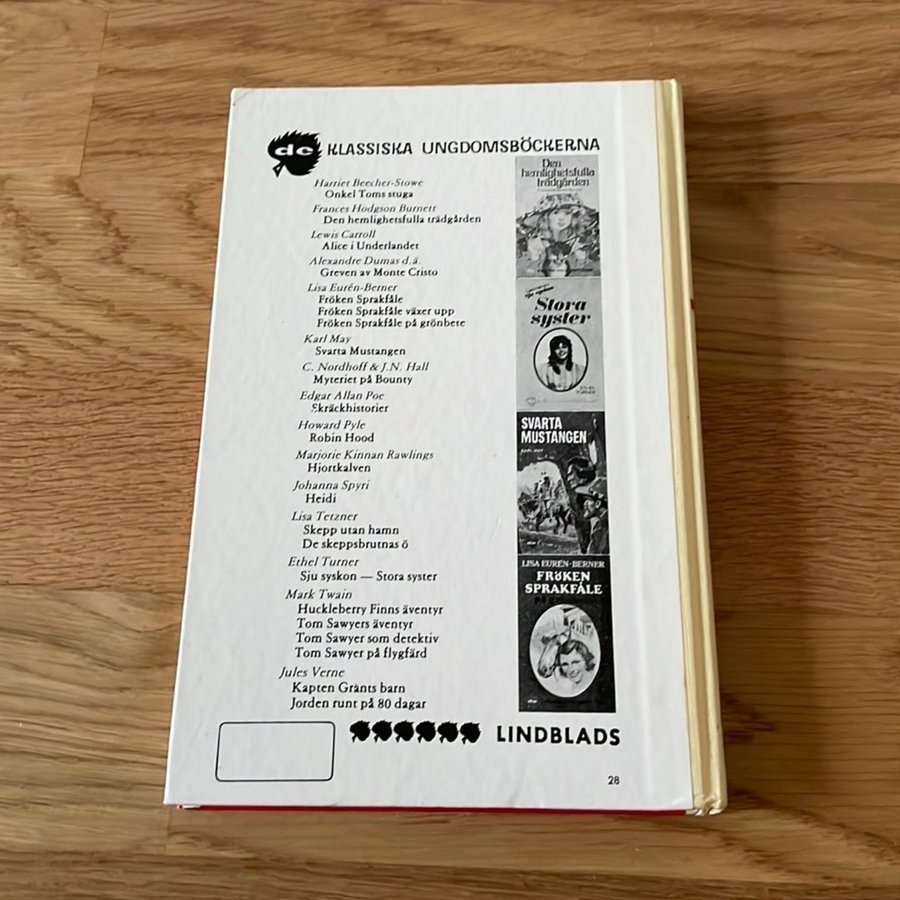 dc KLASSISKA UNGDOMSBÖCKERNA
Harriet Beecher-Stowe
Onkel Toms stuga
Frances Hodgson Burnett
Den hemlighetsfulla trädgården
Lewis Carroll
Alice i Underlandet
Alexandre Dumas d.ä.
Greven av Monte Cristo
Lisa Eurén-Berner
Fröken Sprakfåle
Fröken Sprakfåle växer upp
Fröken Sprakfåle på grönbete
Karl May
Svarta Mustangen
C. Nordhoff & J.N. Hall
Myteriet på Bounty
Edgar Allan Poe
Skräckhistorier
Howard Pyle
Robin Hood
Marjorie Kinnan Rawlings
Hjortkalven
Johanna Spyri
Heidi
Lisa Tetzner
Skepp utan hamn
De skeppsbrutnas ö
Ethel Turner
Sju syskon — Stora syster
Mark Twain
Huckleberry Finns äventyr
Tom Sawyers äventyr
Tom Sawyer som detektiv
Tom Sawyer på flygfärd
Jules Verne
Kapten Grants barn
Jorden runt på 80 dagar
Den
hemlighetsfulla
trädgården
Stora
syster
ETHEL
TURNER
SVARTA
MUSTANGEN
KARL MAY
LISA EURÉN-BERNER
FRÖKEN
SPRAKFÅLE
LINDBLADS
28